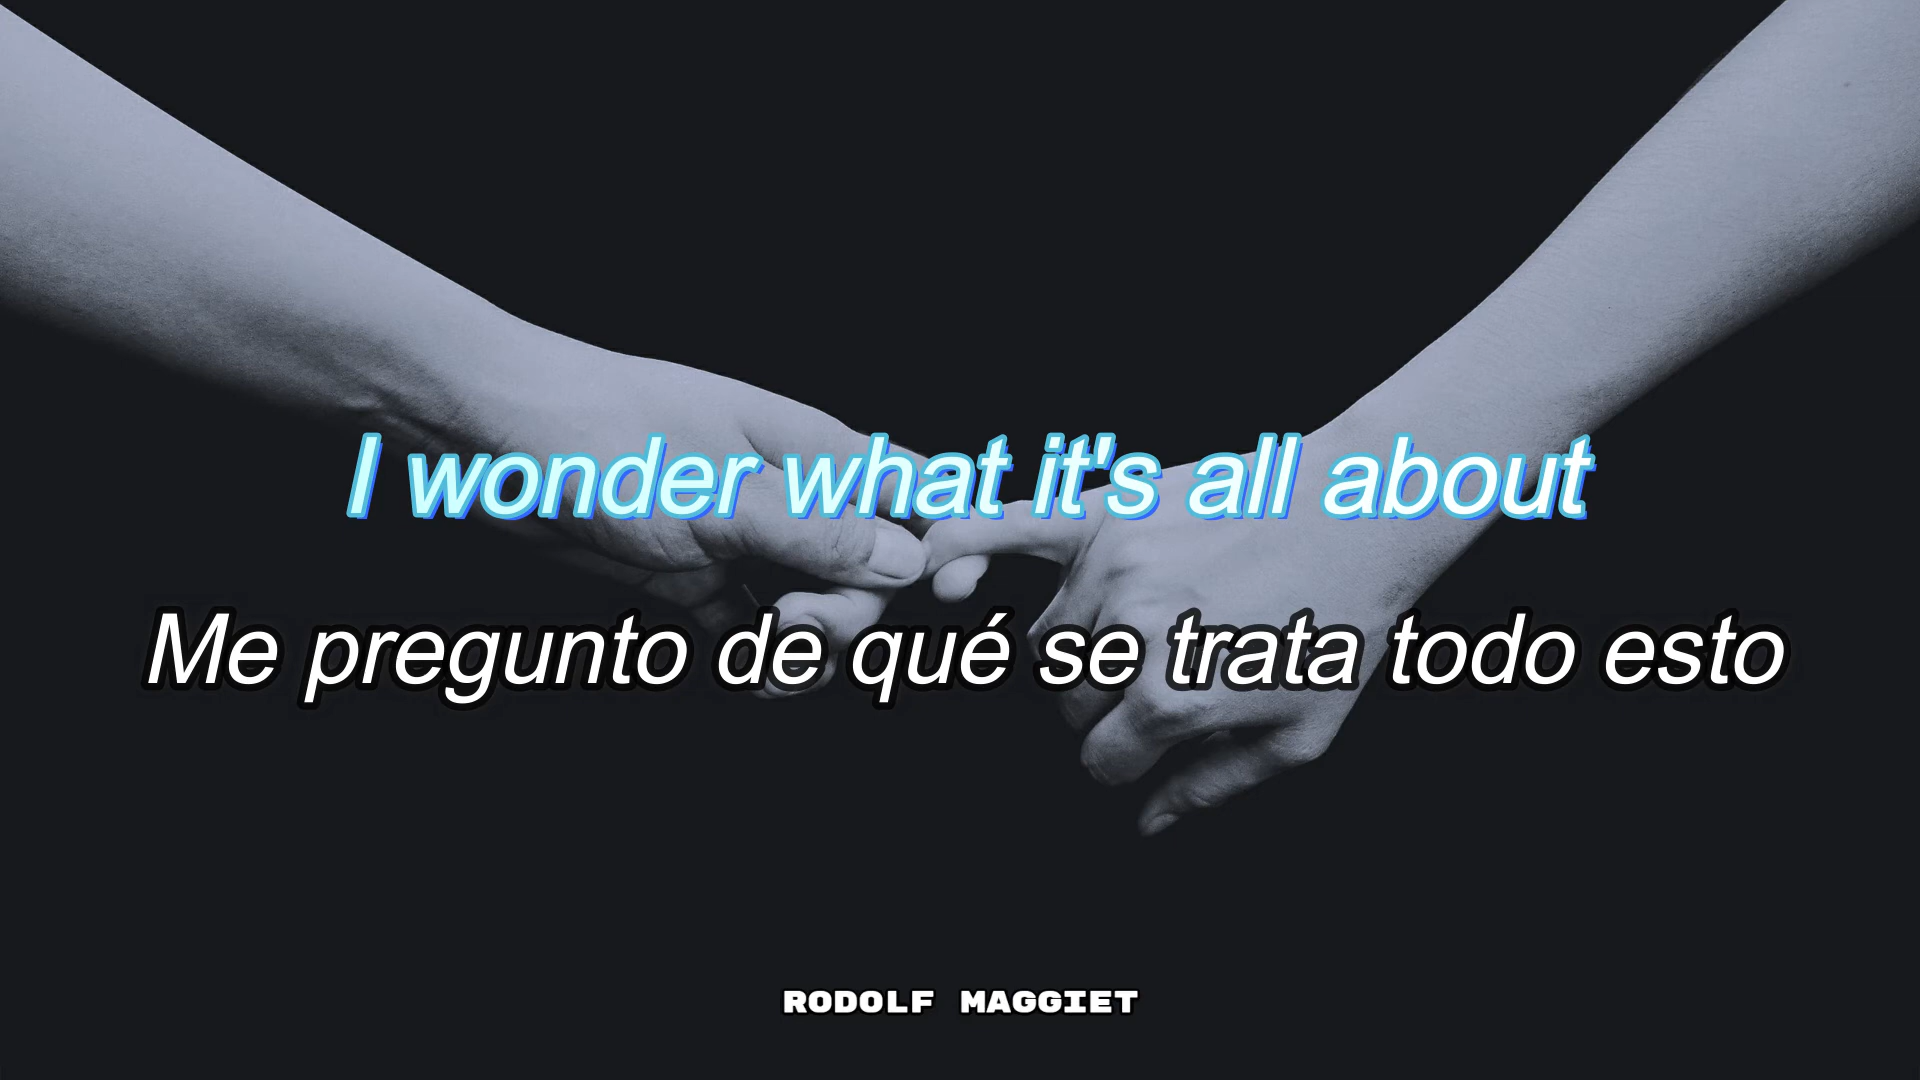 I wonder what it's all about
Me pregunto de qué se trata todo esto
RODOLF MAGGIET